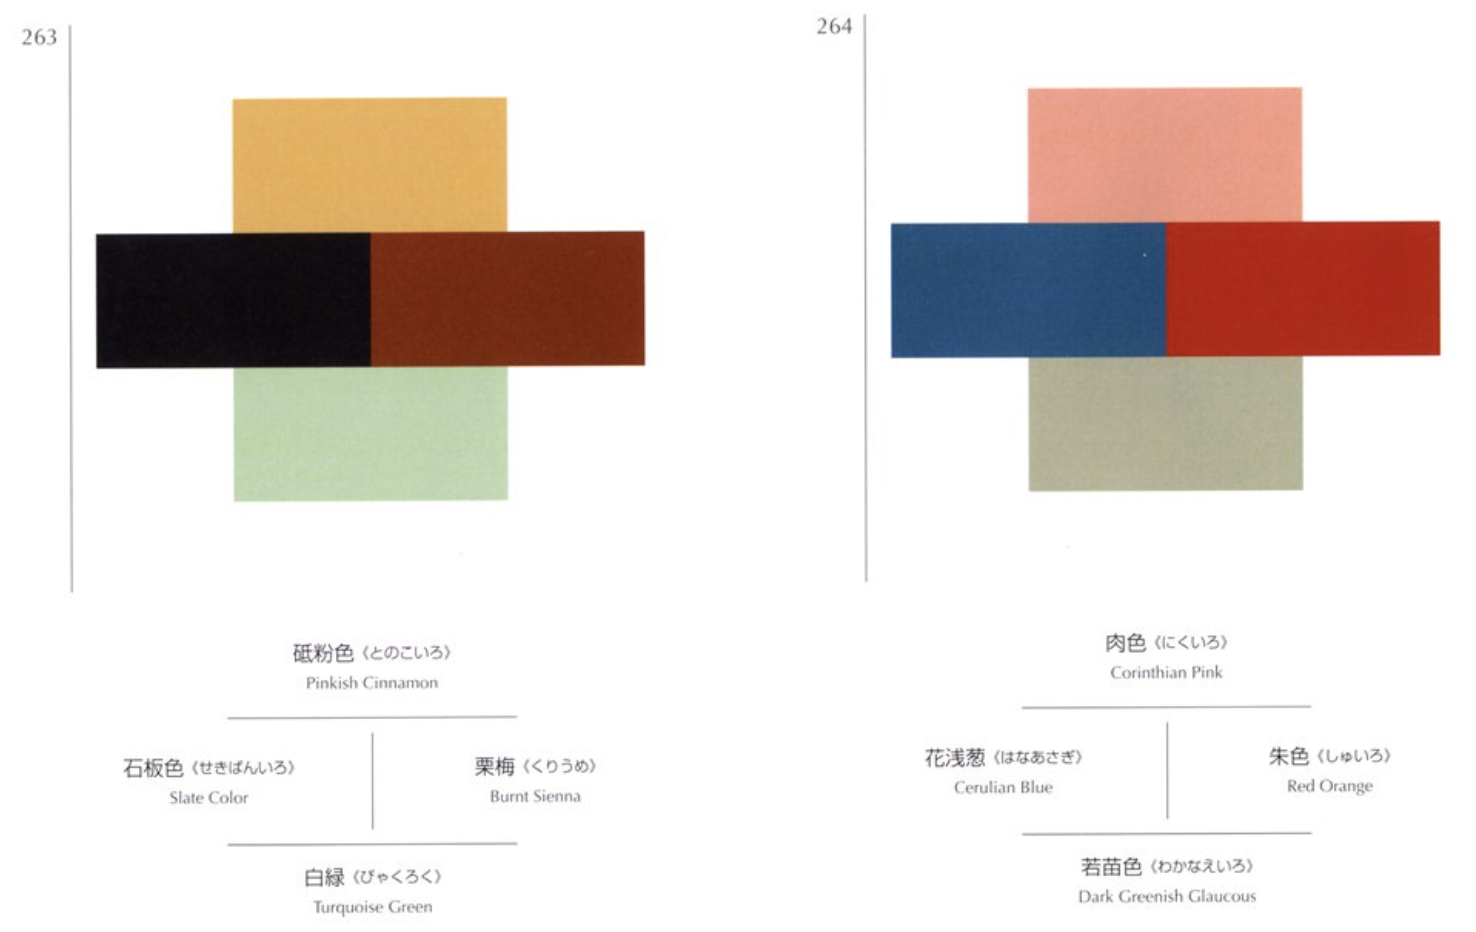 263
砥粉色〈とのこいろ〉
Pinkish Cinnamon
石板色〈せきばんいろ〉
Slate Color
栗梅〈くりうめ〉
Burnt Sienna
白緑〈びゃくろく〉
Turquoise Green
264
肉色〈にくいろ〉
Corinthian Pink
花浅葱〈はなあさぎ〉
Cerulian Blue
朱色〈しゅいろ〉
Red Orange
若苗色〈わかなえいろ〉
Dark Greenish Glaucous